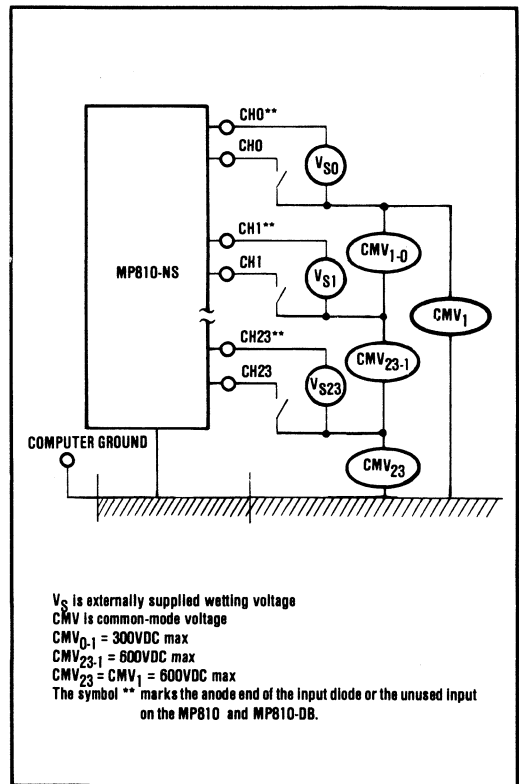 CH0**
CH0
VS0
CH1**
CMV1-0
MP810-NS
CH1
VS1
CMV1
CH23**
CMV23-1
CH23
VS23
COMPUTER GROUND
CMV23
VS is externally supplied wetting voltage
CMV is common-mode voltage
CMV0-1 = 300VDC max
CMV23-1 = 600VDC max
CMV23 = CMV1 = 600VDC max
The symbol ** marks the anode end of the input diode or the unused input
on the MP810 and MP810-DB.